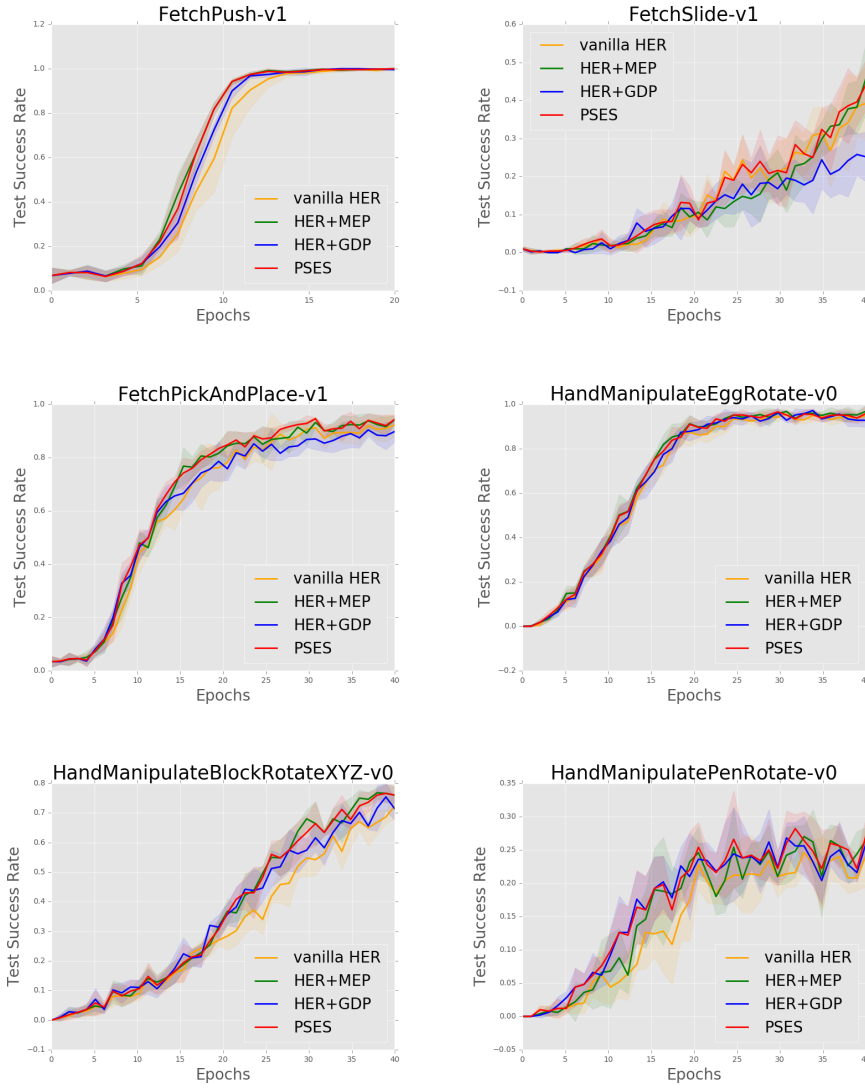 FetchPush-v1
1.2
1.0
0.8
0.6
0.4
0.2
0.0
Test Success Rate
vanilla HER
HER+MEP
HER+GDP
PSES
0
5
10
15
20
Epochs
FetchSlide-v1
0.6
0.5
0.4
0.3
0.2
0.1
0.0
−0.1
Test Success Rate
vanilla HER
HER+MEP
HER+GDP
PSES
0
5
10
15
20
25
30
35
Epochs
FetchPickAndPlace-v1
1.0
0.8
0.6
0.4
0.2
0.0
Test Success Rate
vanilla HER
HER+MEP
HER+GDP
PSES
0
5
10
15
20
25
30
35
40
Epochs
HandManipulateEggRotate-v0
1.0
0.8
0.6
0.4
0.2
0.0
−0.2
Test Success Rate
vanilla HER
HER+MEP
HER+GDP
PSES
0
5
10
15
20
25
30
35
Epochs
HandManipulateBlockRotateXYZ-v0
0.8
0.7
0.6
0.5
0.4
0.3
0.2
0.1
0.0
−0.1
Test Success Rate
vanilla HER
HER+MEP
HER+GDP
PSES
0
5
10
15
20
25
30
35
40
Epochs
HandManipulatePenRotate-v0
0.35
0.30
0.25
0.20
0.15
0.10
0.05
0.00
−0.05
Test Success Rate
vanilla HER
HER+MEP
HER+GDP
PSES
0
5
10
15
20
25
30
35
Epochs